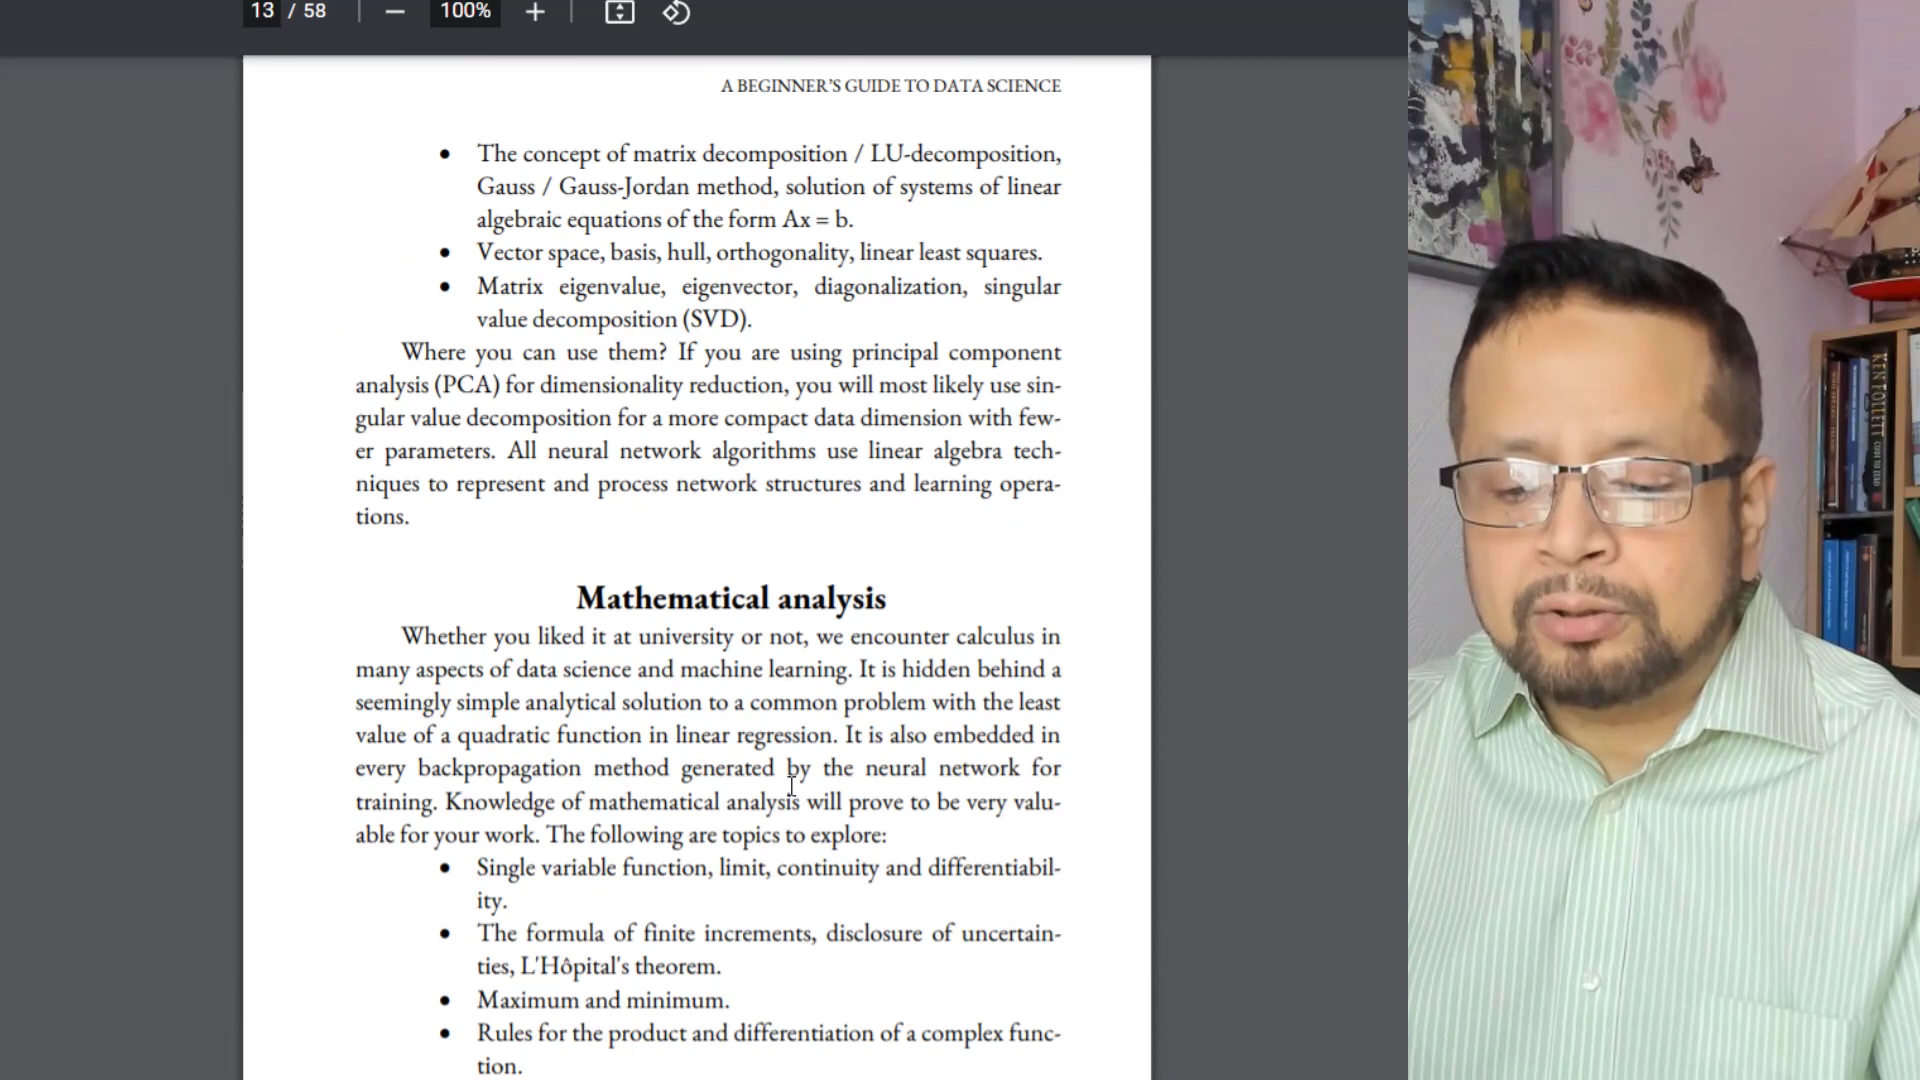 13 / 58
100%
A BEGINNER'S GUIDE TO DATA SCIENCE
• The concept of matrix decomposition / LU-decomposition,
Gauss / Gauss-Jordan method, solution of systems of linear
algebraic equations of the form Ax = b.
• Vector space, basis, hull, orthogonality, linear least squares.
• Matrix eigenvalue, eigenvector, diagonalization, singular
value decomposition (SVD).
Where you can use them? If you are using principal component
analysis (PCA) for dimensionality reduction, you will most likely use sin-
gular value decomposition for a more compact data dimension with few-
er parameters. All neural network algorithms use linear algebra tech-
niques to represent and process network structures and learning opera-
tions.
Mathematical analysis
Whether you liked it at university or not, we encounter calculus in
many aspects of data science and machine learning. It is hidden behind a
seemingly simple analytical solution to a common problem with the least
value of a quadratic function in linear regression. It is also embedded in
every backpropagation method generated by the neural network for
training. Knowledge of mathematical analysis will prove to be very valu-
able for your work. The following are topics to explore:
• Single variable function, limit, continuity and differentiabil-
ity.
• The formula of finite increments, disclosure of uncertain-
ties, L'Hôpital's theorem.
• Maximum and minimum.
• Rules for the product and differentiation of a complex func-
tion.
KEN FOLLETT